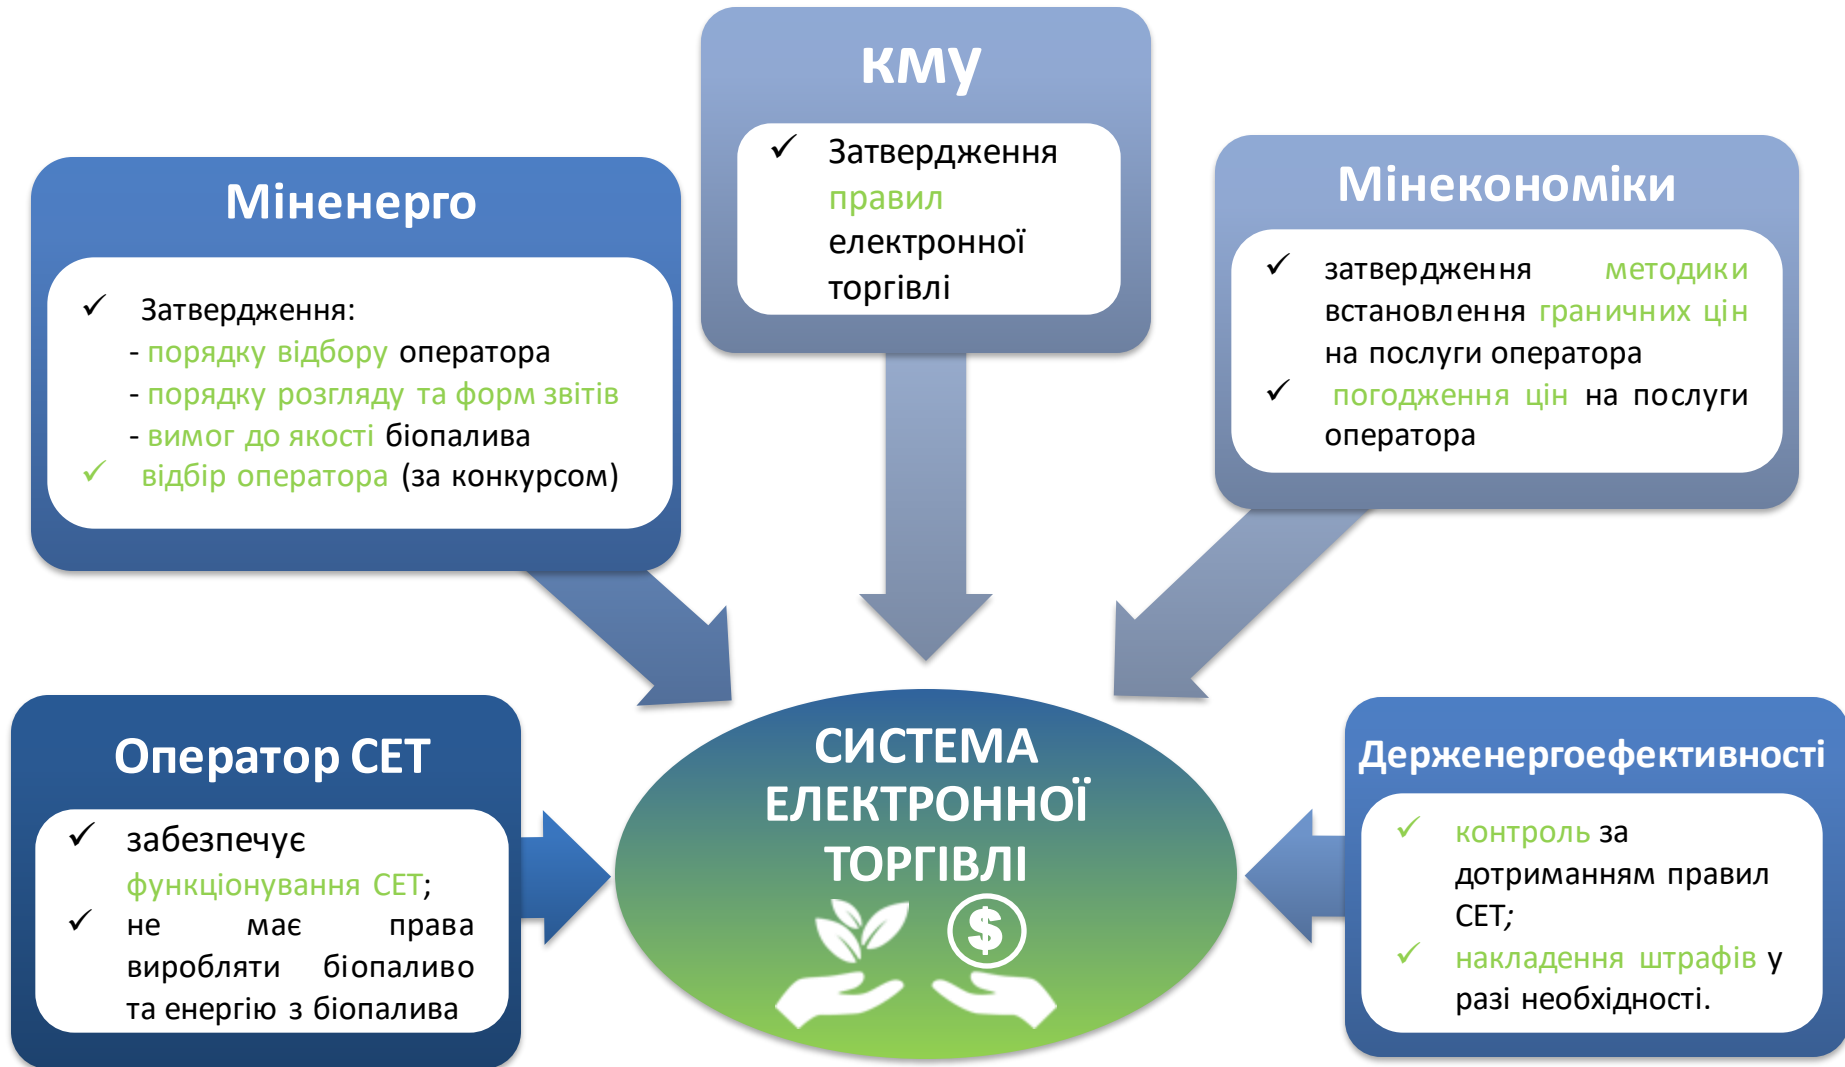 КМУ
✓ Затвердження
правил
електронної
торгівлі
Міненерго
✓ Затвердження:
- порядку відбору оператора
- порядку розгляду та форм звітів
- вимог до якості біопалива
✓ відбір оператора (за конкурсом)
Мінекономіки
✓ затвердження методики
встановлення граничних цін
на послуги оператора
✓ погодження цін на послуги
оператора
Оператор СЕТ
✓ забезпечує
функціонування СЕТ;
✓ не має права
виробляти біопаливо
та енергію з біопалива
СИСТЕМА
ЕЛЕКТРОННОЇ
ТОРГІВЛІ
$
Держенергоефективності
✓ контроль за
дотриманням правил
СЕТ;
✓ накладення штрафів у
разі необхідності.